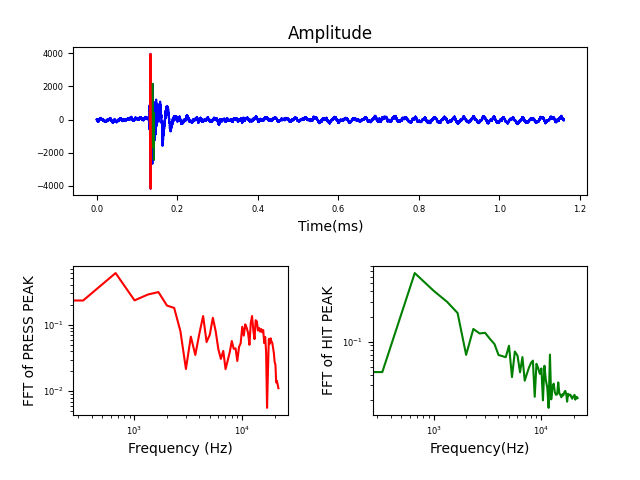 Amplitude
4000
2000
0
−2000
−4000
0.0 0.2 0.4 0.6 0.8 1.0 1.2
Time(ms)
FFT of PRESS PEAK
10⁻¹
10⁻²
10³ 10⁴
Frequency (Hz)
FFT of HIT PEAK
10⁻¹
10³ 10⁴
Frequency(Hz)